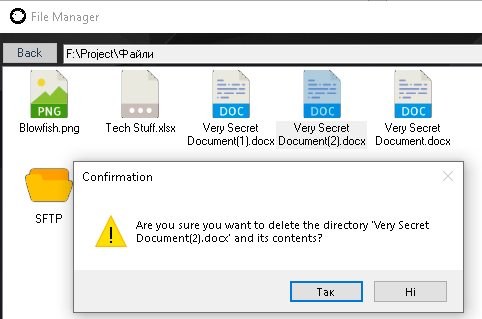 File Manager
Back
F:\Project\Файли
PNG
DOC
DOC
DOC
Blowfish.png
Tech Stuff.xlsx
Very Secret
Document(1).docx
Very Secret
Document(2).docx
Very Secret
Document.docx
SFTP
Confirmation
Are you sure you want to delete the directory 'Very Secret
Document(2).docx' and its contents?
Так
Ні